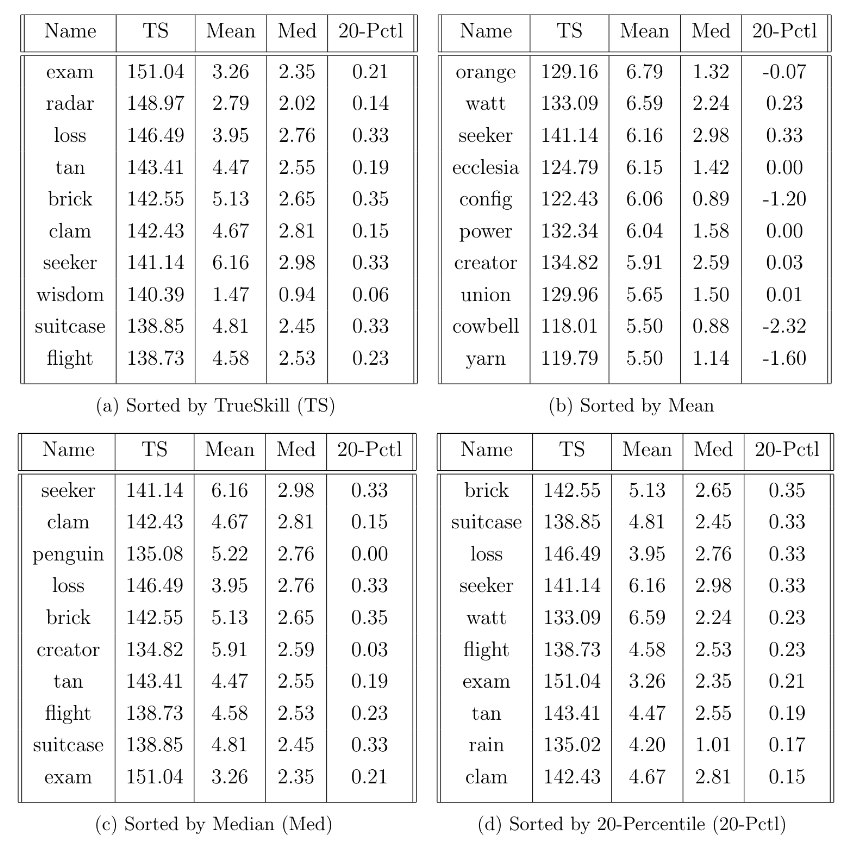 Name TS Mean Med 20-Pctl
exam 151.04 3.26 2.35 0.21
radar 148.97 2.79 2.02 0.14
loss 146.49 3.95 2.76 0.33
tan 143.41 4.47 2.55 0.19
brick 142.55 5.13 2.65 0.35
clam 142.43 4.67 2.81 0.15
seeker 141.14 6.16 2.98 0.33
wisdom 140.39 1.47 0.94 0.06
suitcase 138.85 4.81 2.45 0.33
flight 138.73 4.58 2.53 0.23
(a) Sorted by TrueSkill (TS)
Name TS Mean Med 20-Pctl
orange 129.16 6.79 1.32 -0.07
watt 133.09 6.59 2.24 0.23
seeker 141.14 6.16 2.98 0.33
ecclesia 124.79 6.15 1.42 0.00
config 122.43 6.06 0.89 -1.20
power 132.34 6.04 1.58 0.00
creator 134.82 5.91 2.59 0.03
union 129.96 5.65 1.50 0.01
cowbell 118.01 5.50 0.88 -2.32
yarn 119.79 5.50 1.14 -1.60
(b) Sorted by Mean
Name TS Mean Med 20-Pctl
seeker 141.14 6.16 2.98 0.33
clam 142.43 4.67 2.81 0.15
penguin 135.08 5.22 2.76 0.00
loss 146.49 3.95 2.76 0.33
brick 142.55 5.13 2.65 0.35
creator 134.82 5.91 2.59 0.03
tan 143.41 4.47 2.55 0.19
flight 138.73 4.58 2.53 0.23
suitcase 138.85 4.81 2.45 0.33
exam 151.04 3.26 2.35 0.21
(c) Sorted by Median (Med)
Name TS Mean Med 20-Pctl
brick 142.55 5.13 2.65 0.35
suitcase 138.85 4.81 2.45 0.33
loss 146.49 3.95 2.76 0.33
seeker 141.14 6.16 2.98 0.33
watt 133.09 6.59 2.24 0.23
flight 138.73 4.58 2.53 0.23
exam 151.04 3.26 2.35 0.21
tan 143.41 4.47 2.55 0.19
rain 135.02 4.20 1.01 0.17
clam 142.43 4.67 2.81 0.15
(d) Sorted by 20-Percentile (20-Pctl)